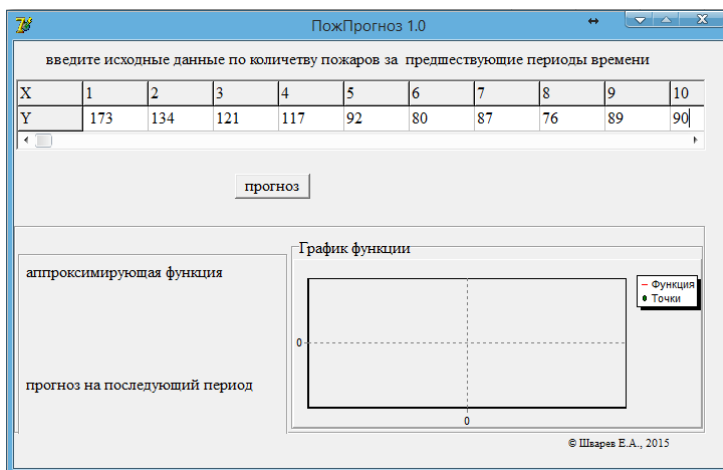 ПожПрогноз 1.0
введите исходные данные по количетву пожаров за предшествующие периоды времени
X 1 2 3 4 5 6 7 8 9 10
Y 173 134 121 117 92 80 87 76 89 90
прогноз
График функции
аппроксимирующая функция
Функция
Точки
0
прогноз на последующий период
0
© Шварев Е.А., 2015